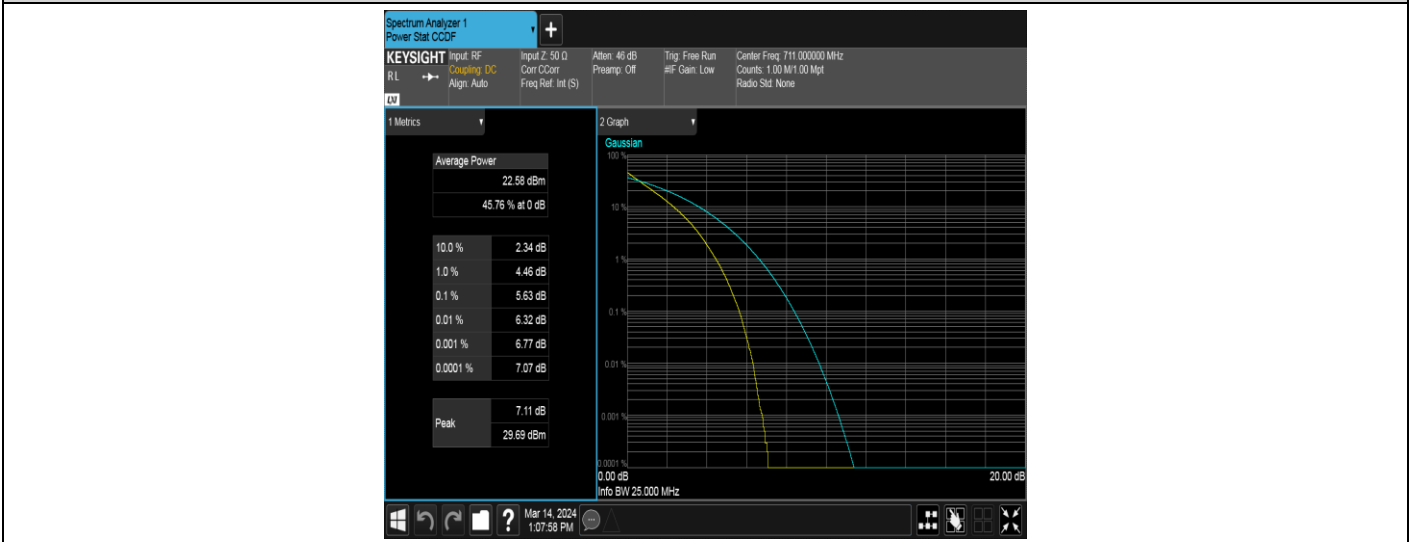 Spectrum Analyzer 1
Power Stat CCDF
+
KEYSIGHT
RL
LXI
Input: RF
Coupling: DC
Align: Auto
Input Z: 50 Ω
Corr CCorr
Freq Ref: Int (S)
Atten: 46 dB
Preamp: Off
Trig: Free Run
#IF Gain: Low
Center Freq: 711.000000 MHz
Counts: 1.00 M/1.00 Mpt
Radio Std: None
1 Metrics
Average Power
22.58 dBm
45.76 % at 0 dB
10.0 % 2.34 dB
1.0 % 4.46 dB
0.1 % 5.63 dB
0.01 % 6.32 dB
0.001 % 6.77 dB
0.0001 % 7.07 dB
Peak
7.11 dB
29.69 dBm
2 Graph
Gaussian
100 %
10 %
1 %
0.1 %
0.01 %
0.001 %
0.0001 %
0.00 dB 20.00 dB
Info BW 25.000 MHz
?
Mar 14, 2024
1:07:58 PM